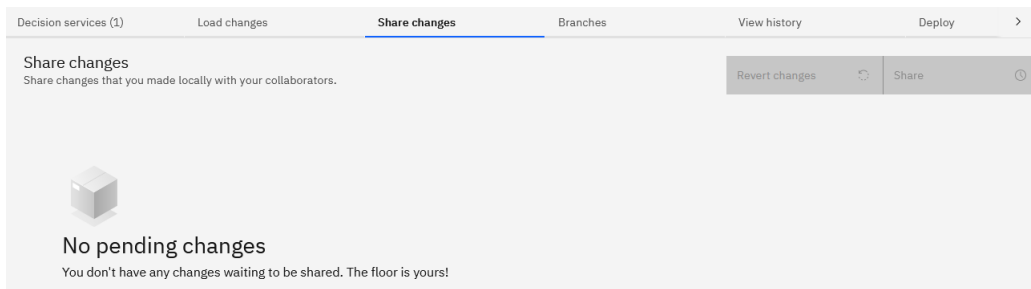 Decision services (1)
Load changes
Share changes
Branches
View history
Deploy
Share changes
Share changes that you made locally with your collaborators.
Revert changes
Share
No pending changes
You don't have any changes waiting to be shared. The floor is yours!